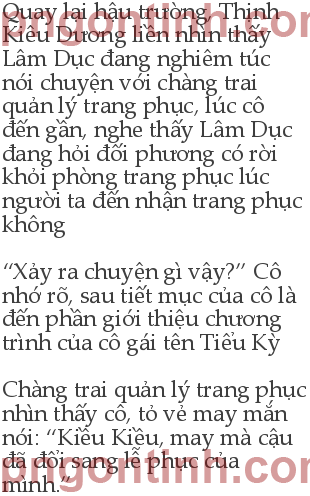 Quay lại hậu trường, Thịnh
Kiều Dương liền nhìn thấy
Lâm Dục đang nghiêm túc
nói chuyện với chàng trai
quản lý trang phục, lúc cô
đến gần, nghe thấy Lâm Dục
đang hỏi đối phương có rời
khỏi phòng trang phục lúc
người ta đến nhận trang phục
không
“Xảy ra chuyện gì vậy?” Cô
nhớ rõ, sau tiết mục của cô là
đến phần giới thiệu chương
trình của cô gái tên Tiểu Kỳ
Chàng trai quản lý trang phục
nhìn thấy cô, tỏ vẻ may mắn
nói: “Kiều Kiều, may mà cậu
đã đổi sang lễ phục của
mình.”
pngontinh.com
pngontinh.com